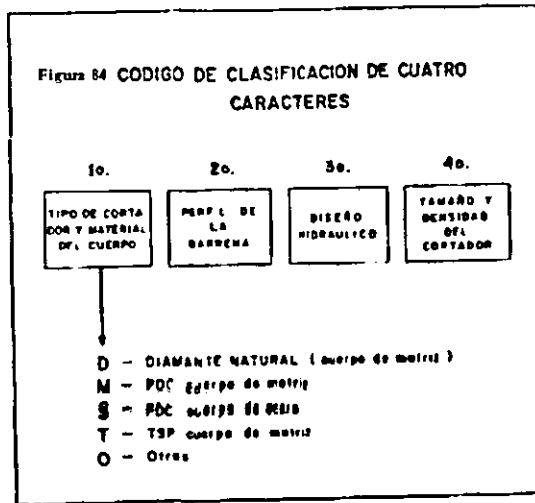 Figura 84 CODIGO DE CLASIFICACION DE CUATRO
CARACTERES
1o. 2o. 3o. 4o.
TIPO DE CORTA
DOR Y MATERIAL
DEL CUERPO
PERFIL DE
LA
BARRENA
DISEÑO
HIDRAULICO
TAMAÑO Y
DENSIDAD
DEL
CORTADOR
D - DIAMANTE NATURAL ( cuerpo de matriz )
M - PDC cuerpo de matriz
S - PDC cuerpo de acero
T - TSP cuerpo de matriz
O - Otros